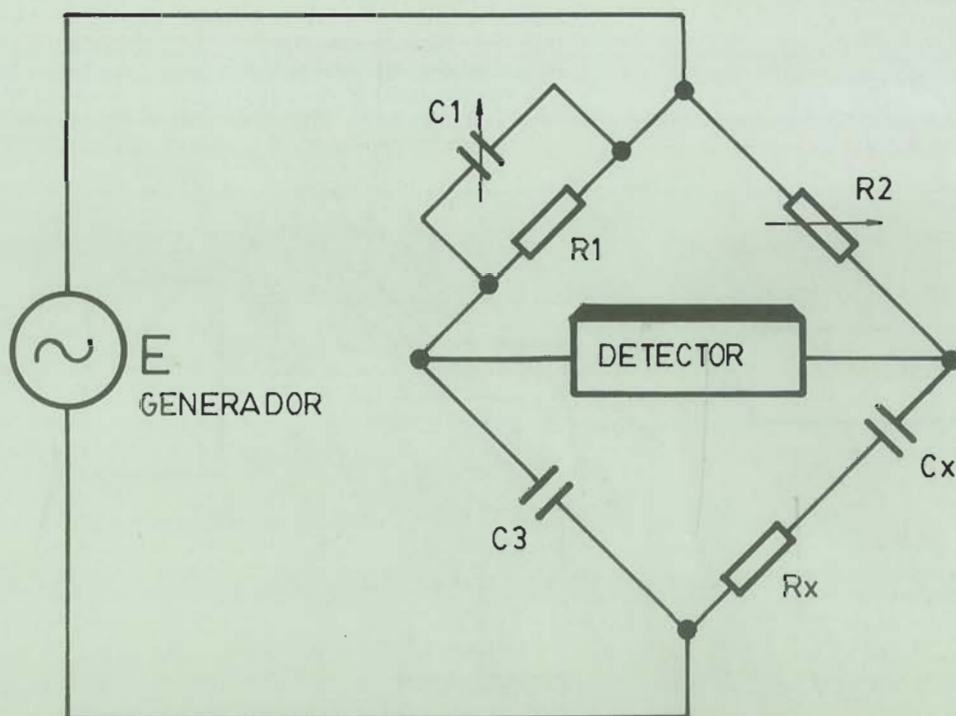 C1
R2
R1
E
DETECTOR
GENERADOR
Cx
C3
Rx